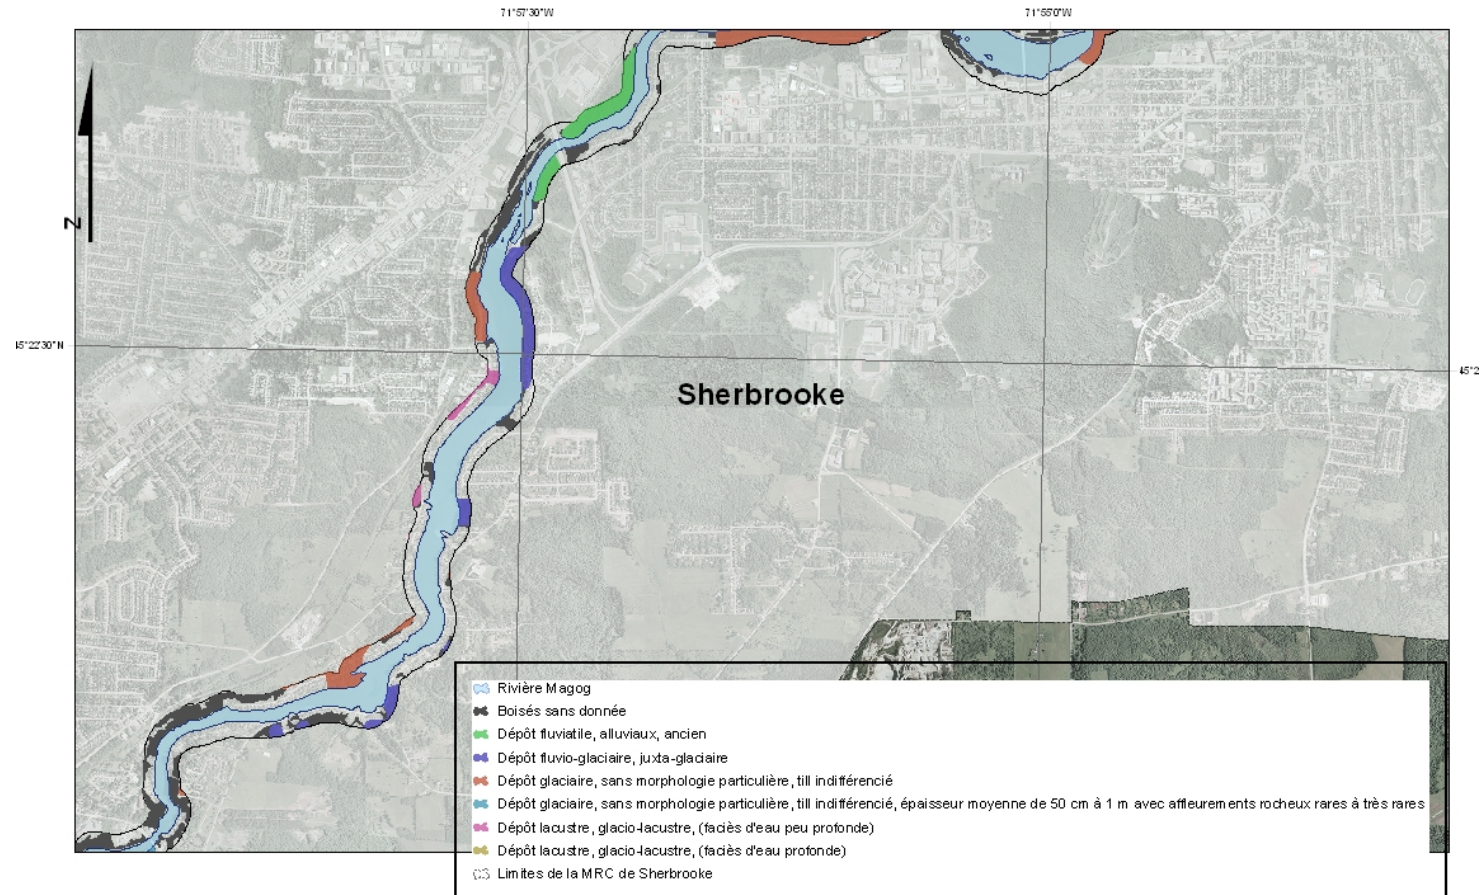 71°57'30"W
71°55'0"W
N
45°22'30"N
45°2
Sherbrooke
Rivière Magog
Boisés sans donnée
Dépôt fluviatile, alluviaux, ancien
Dépôt fluvio-glaciaire, juxta-glaciaire
Dépôt glaciaire, sans morphologie particulière, till indifférencié
Dépôt glaciaire, sans morphologie particulière, till indifférencié, épaisseur moyenne de 50 cm à 1 m avec affleurements rocheux rares à très rares
Dépôt lacustre, glacio-lacustre, (faciès d'eau peu profonde)
Dépôt lacustre, glacio-lacustre, (faciès d'eau profonde)
Limites de la MRC de Sherbrooke